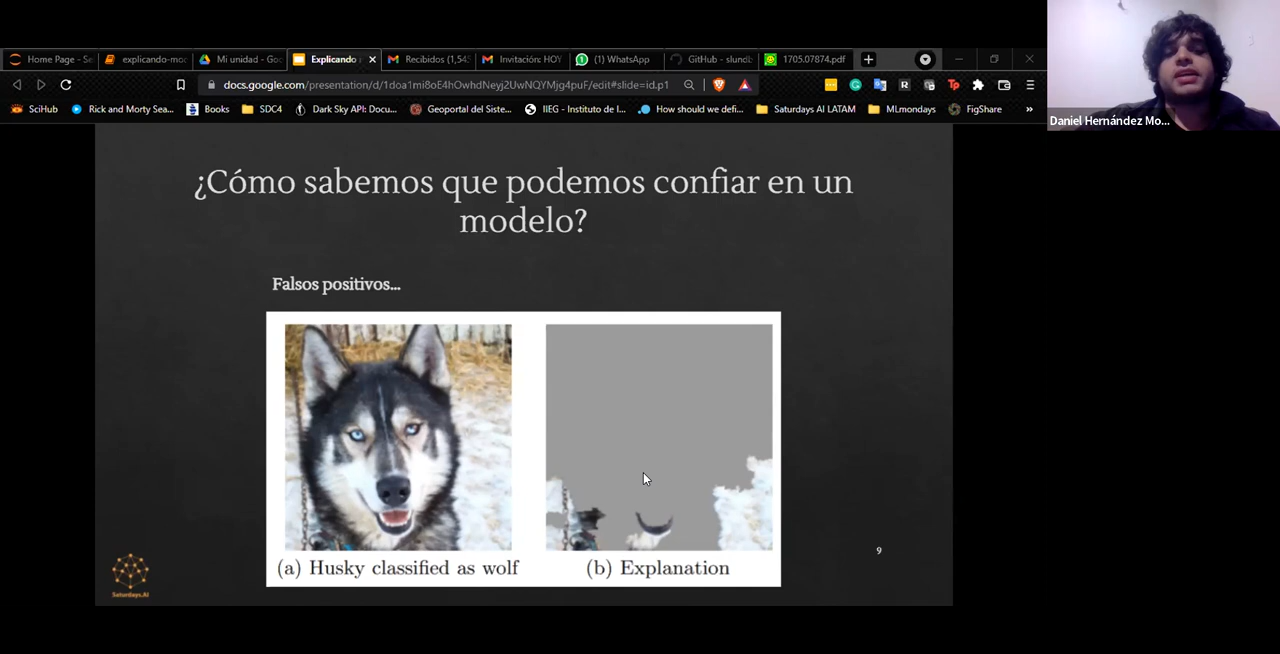 Home Page - Se
explicando-mo
Mi unidad - Goo
Explicando
Recibidos (1,54
Invitación: HOY
(1) WhatsApp
GitHub - slundb
1705.07874.pdf
docs.google.com/presentation/d/1doa1mi8oE4hOwhdNeyj2UwNQYMjg4puF/edit#slide=id.p1
SciHub
Rick and Morty Sea...
Books
SDC4
Dark Sky API: Docu...
Geoportal del Siste...
IIEG - Instituto de I...
How should we defi...
Saturdays AI LATAM
MLmondays
FigShare
»
Daniel Hernández Mo...
¿Cómo sabemos que podemos confiar en un
modelo?
Falsos positivos...
(a) Husky classified as wolf
(b) Explanation
9
Saturdays.AI